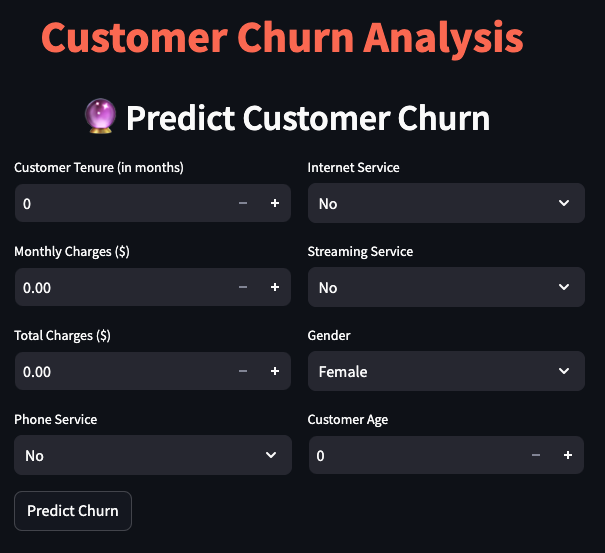 Customer Churn Analysis
🔮 Predict Customer Churn
Customer Tenure (in months)
0
Internet Service
No
Monthly Charges ($)
0.00
Streaming Service
No
Total Charges ($)
0.00
Gender
Female
Phone Service
No
Customer Age
0
Predict Churn